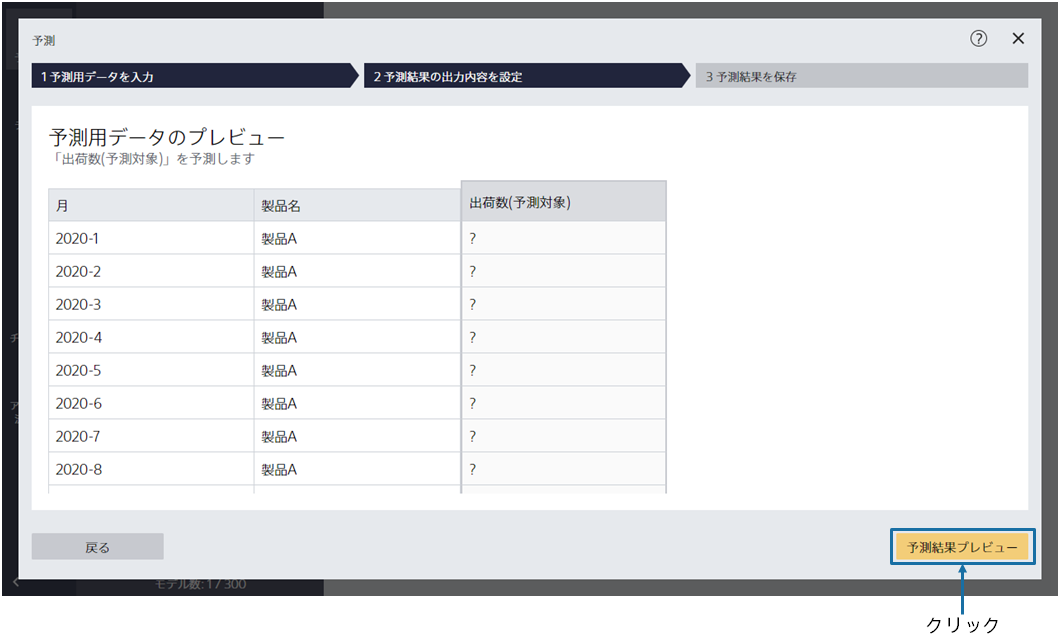 予測
1 予測用データを入力
2 予測結果の出力内容を設定
3 予測結果を保存
予測用データのプレビュー
「出荷数(予測対象)」を予測します
月 製品名 出荷数(予測対象)
2020-1 製品A ?
2020-2 製品A ?
2020-3 製品A ?
2020-4 製品A ?
2020-5 製品A ?
2020-6 製品A ?
2020-7 製品A ?
2020-8 製品A ?
戻る
予測結果プレビュー
モデル数: 1 / 300
クリック